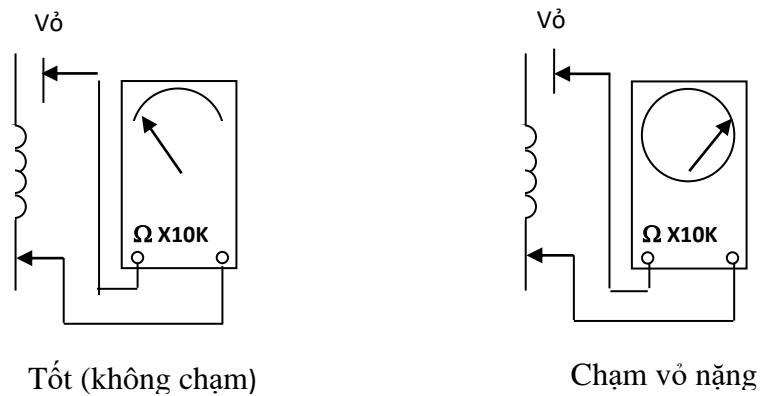 Vỏ
Vỏ
Ω X10K
Ω X10K
Tốt (không chạm)
Chạm vỏ nặng